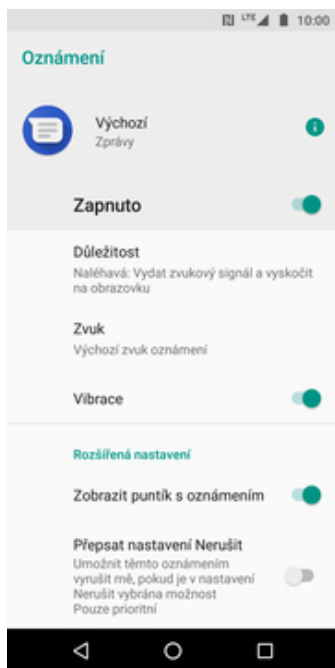 LTE 10:00
Oznámení
Výchozí
Zprávy
Zapnuto
Důležitost
Naléhavá: Vydat zvukový signál a vyskočit
na obrazovku
Zvuk
Výchozí zvuk oznámení
Vibrace
Rozšířená nastavení
Zobrazit puntík s oznámením
Přepsat nastavení Nerušit
Umožnit těmto oznámením
vyrušit mě, pokud je v nastavení
Nerušit vybrána možnost
Pouze prioritní